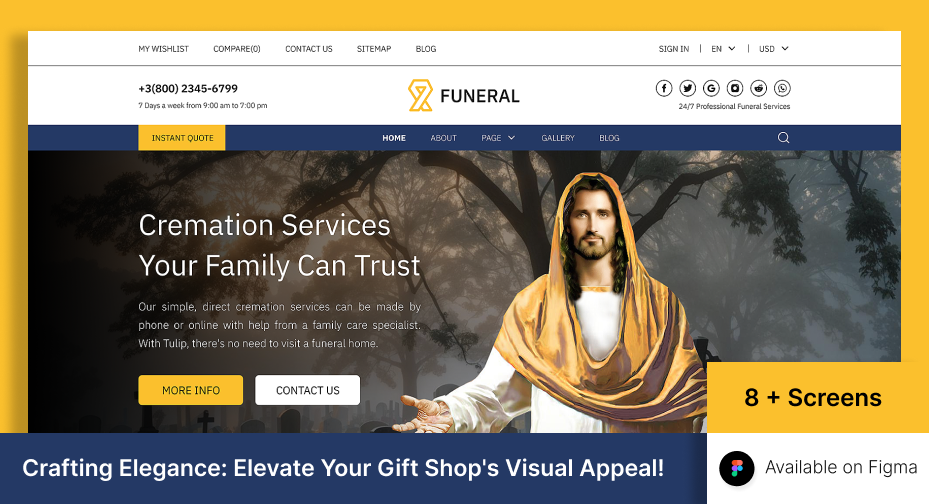 MY WISHLIST COMPARE(0) CONTACT US SITEMAP BLOG SIGN IN | EN | USD
+3(800) 2345-6799
7 Days a week from 9:00 am to 7:00 pm
FUNERAL
24/7 Professional Funeral Services
INSTANT QUOTE HOME ABOUT PAGE GALLERY BLOG
Cremation Services
Your Family Can Trust
Our simple, direct cremation services can be made by
phone or online with help from a family care specialist.
With Tulip, there's no need to visit a funeral home.
MORE INFO CONTACT US
8 + Screens
Crafting Elegance: Elevate Your Gift Shop's Visual Appeal!
Available on Figma